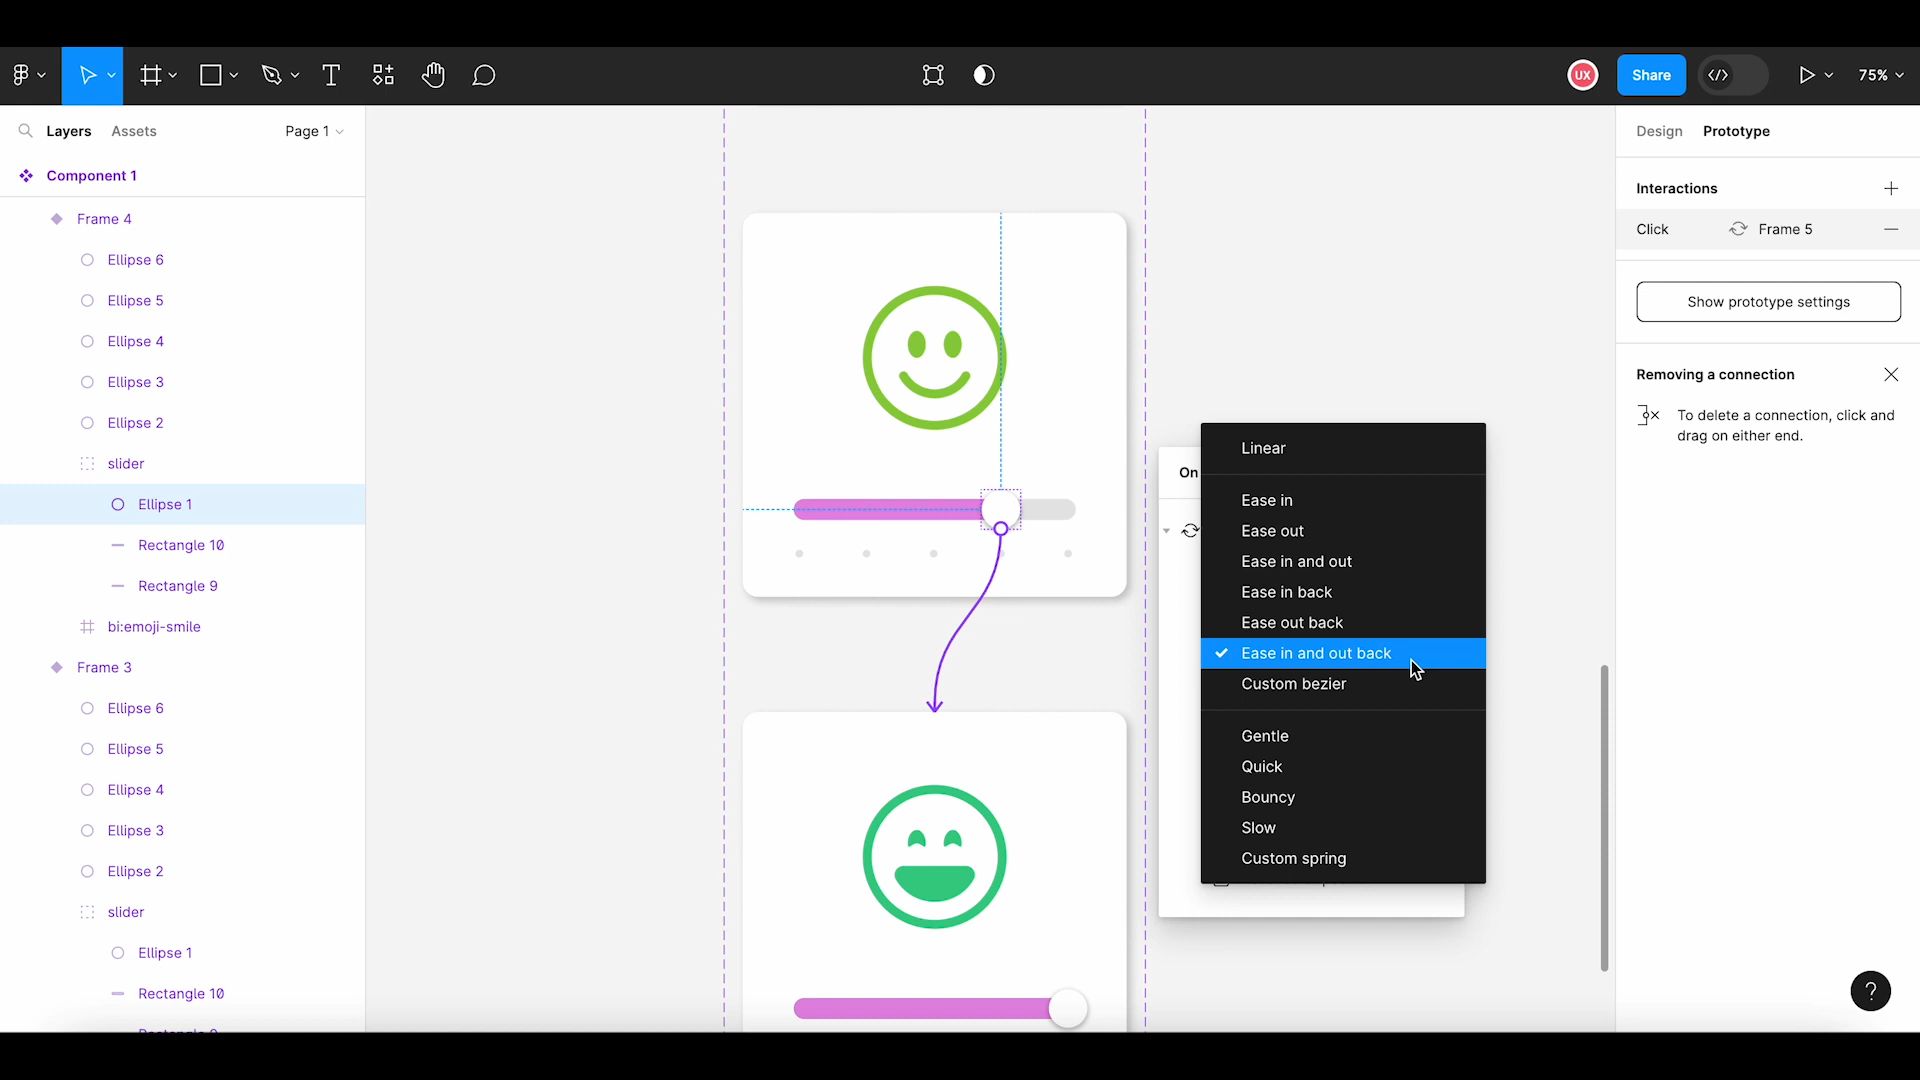 UX
Share
75%
Layers
Assets
Page 1
Component 1
Frame 4
Ellipse 6
Ellipse 5
Ellipse 4
Ellipse 3
Ellipse 2
slider
Ellipse 1
Rectangle 10
Rectangle 9
bi:emoji-smile
Frame 3
Ellipse 6
Ellipse 5
Ellipse 4
Ellipse 3
Ellipse 2
slider
Ellipse 1
Rectangle 10
On
Linear
Ease in
Ease out
Ease in and out
Ease in back
Ease out back
Ease in and out back
Custom bezier
Gentle
Quick
Bouncy
Slow
Custom spring
Design
Prototype
Interactions
Click
Frame 5
Show prototype settings
Removing a connection
To delete a connection, click and
drag on either end.
?